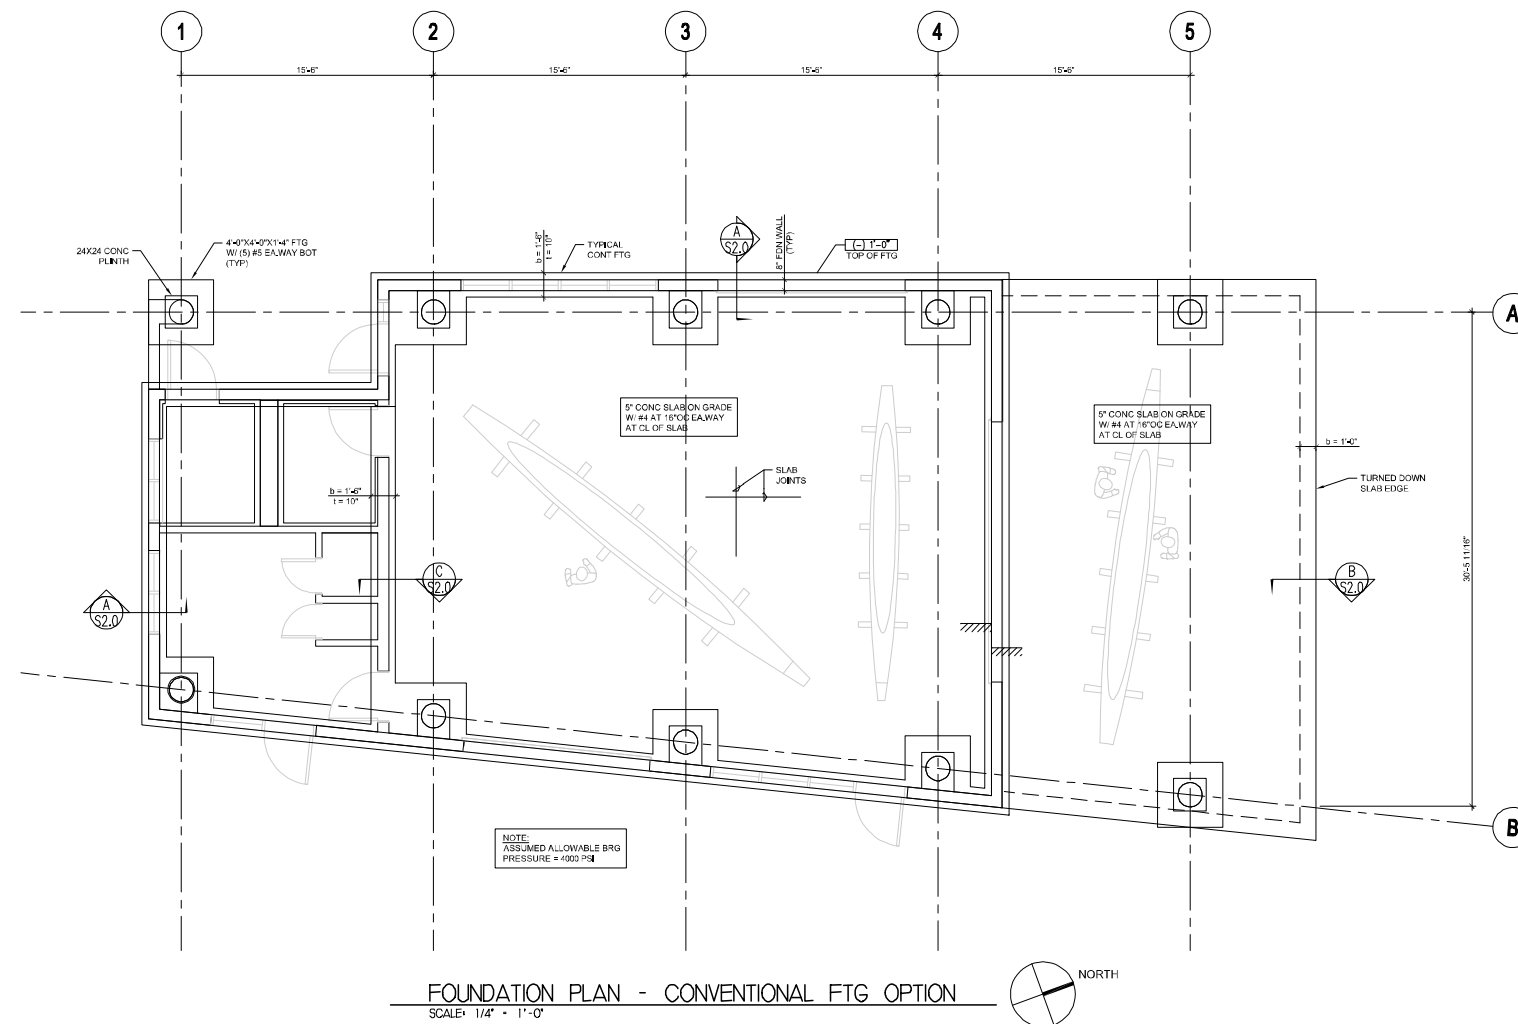 1 2 3 4 5
15'-6" 15'-6" 15'-6" 15'-6"
24X24 CONC
PLINTH
4'-0"X4'-0"X1'-4" FTG
W/ (5) #5 EA.WAY BOT
(TYP)
b = 1'-6"
t = 10"
TYPICAL
CONT FTG
A
S2.0
8" FDN WALL
(TYP)
(-) 1'-0"
TOP OF FTG
A
5" CONC SLAB ON GRADE
W/ #4 AT 16"OC EA.WAY
AT CL OF SLAB
5" CONC SLAB ON GRADE
W/ #4 AT 16"OC EA.WAY
AT CL OF SLAB
b = 1'-0"
SLAB
JOINTS
TURNED DOWN
SLAB EDGE
b = 1'-6"
t = 10"
30'-5 11/16"
A
S2.0
C
S2.0
B
S2.0
B
NOTE:
ASSUMED ALLOWABLE BRG
PRESSURE = 4000 PSI
NORTH
FOUNDATION PLAN - CONVENTIONAL FTG OPTION
SCALE: 1/4" = 1'-0"